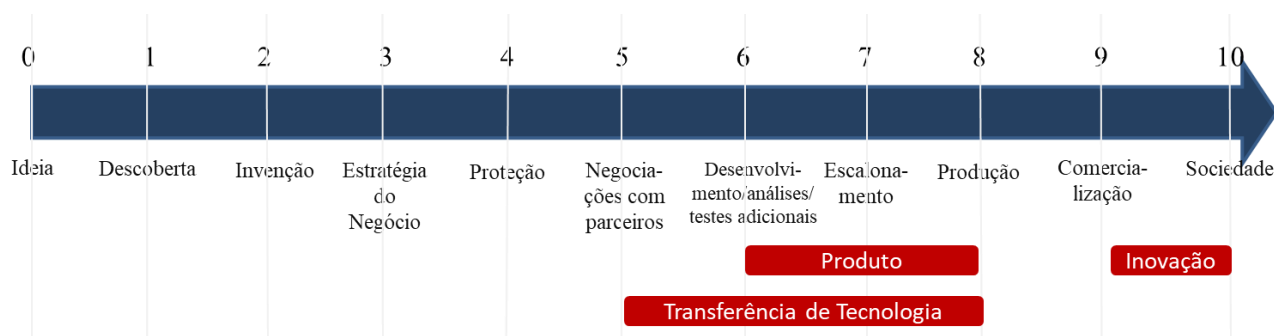 0 1 2 3 4 5 6 7 8 9 10
Ideia
Descoberta
Invenção
Estratégia
do
Negócio
Proteção
Negocia-
ções com
parceiros
Desenvolvi-
mento/análises/
testes adicionais
Escalona-
mento
Produção
Comercia-
lização
Sociedade
Produto
Inovação
Transferência de Tecnologia